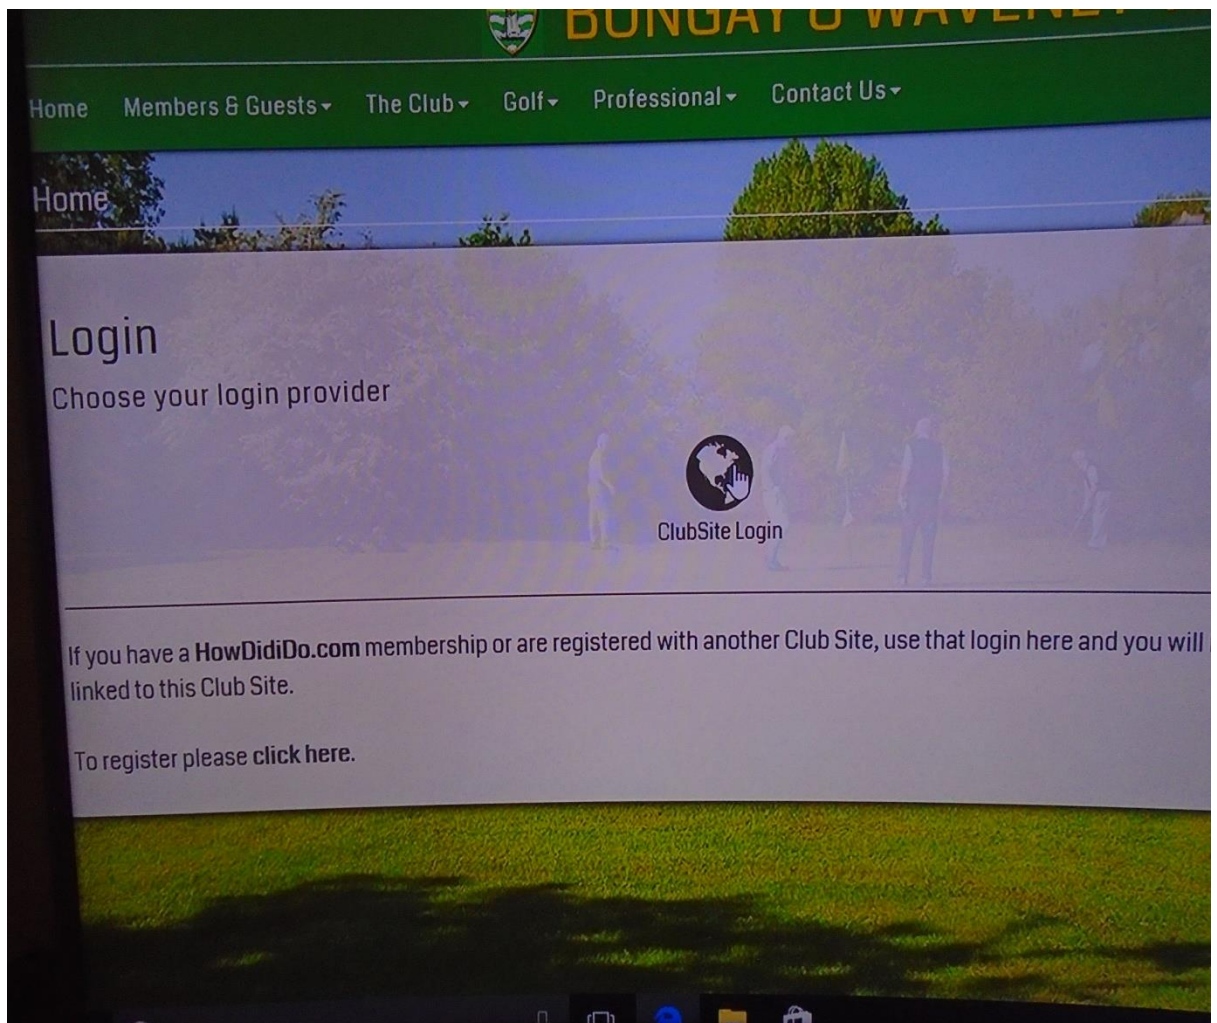 BUNGAY & WAVENEY
Home Members & Guests The Club Golf Professional Contact Us
Home
Login
Choose your login provider
ClubSite Login
If you have a HowDidiDo.com membership or are registered with another Club Site, use that login here and you will
linked to this Club Site.
To register please click here.